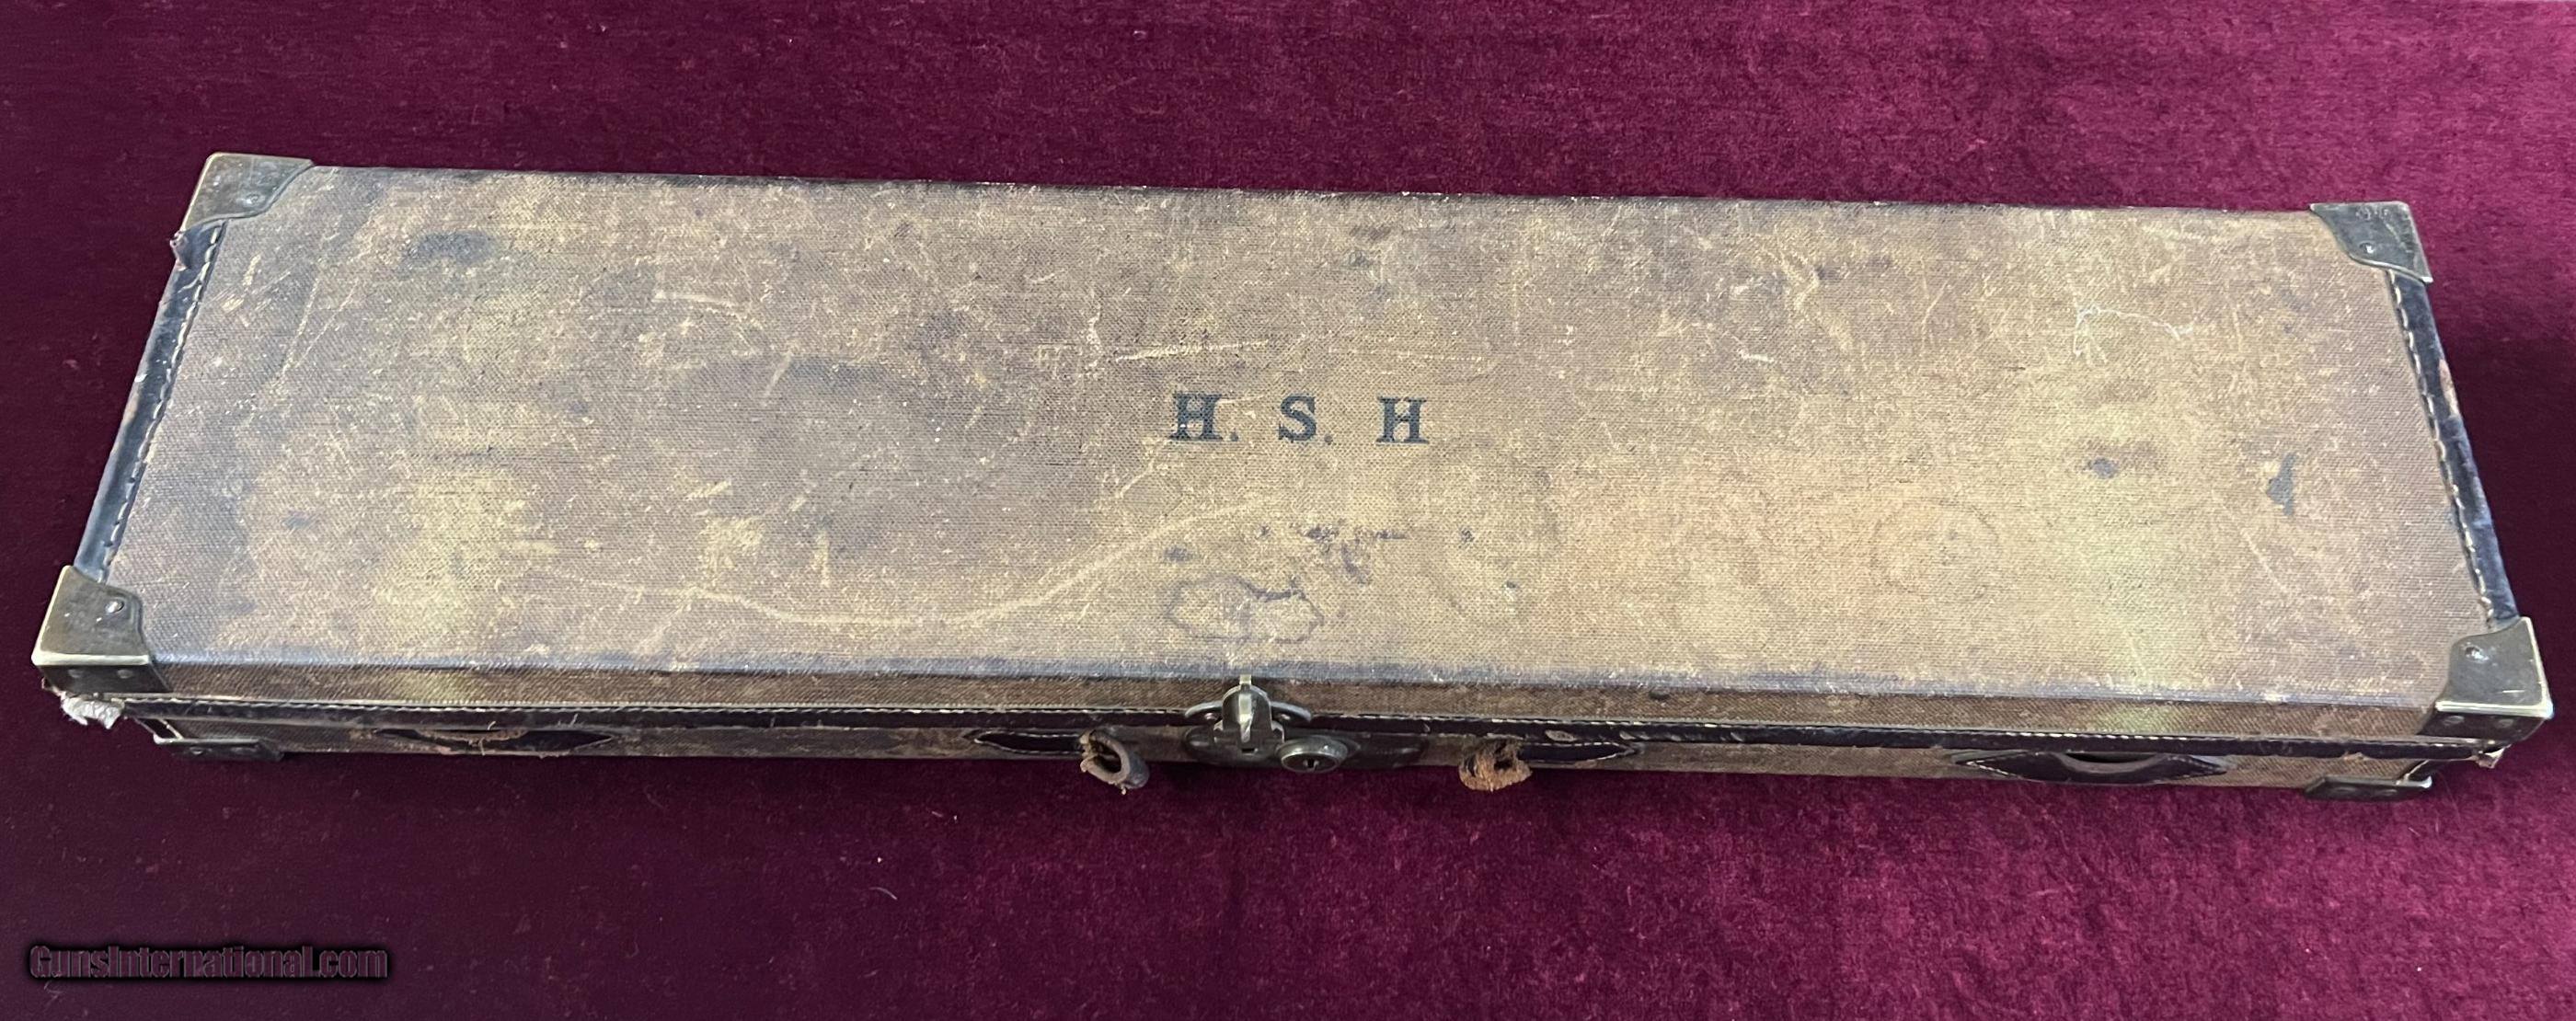 H. S. H
GunsInternational.com